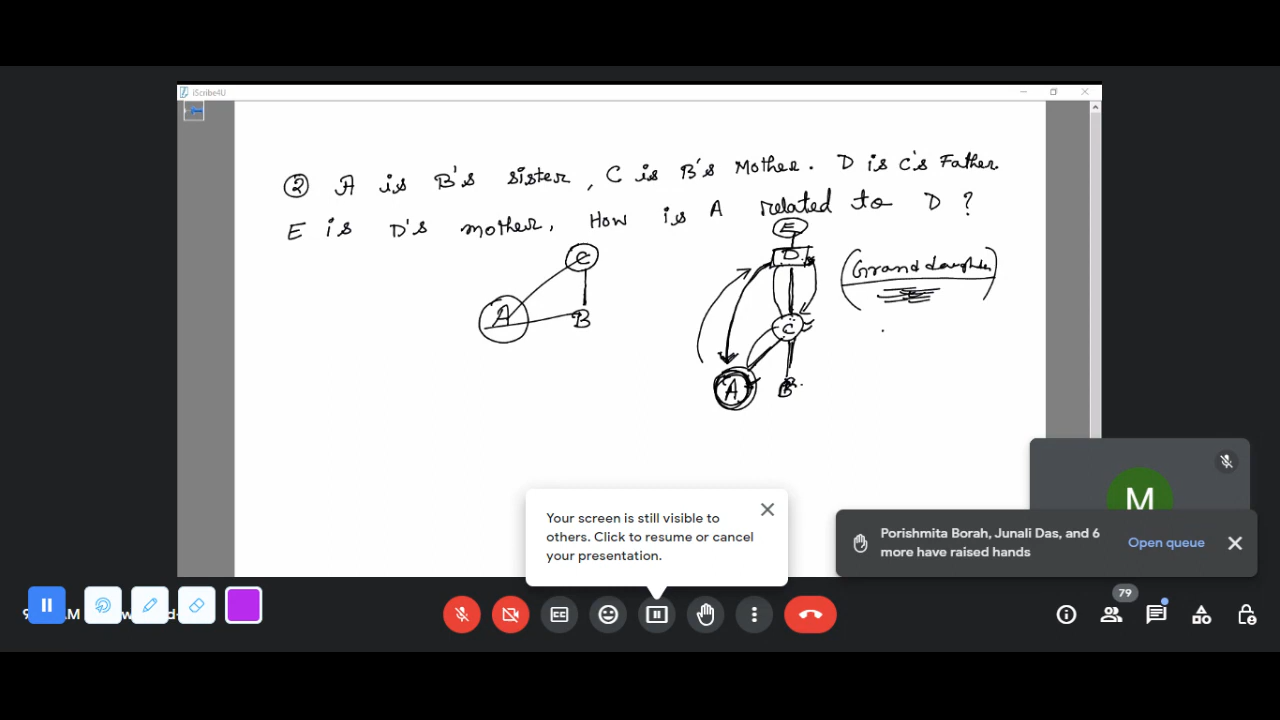 iScribe4U
② A is B's sister, C is B's Mother. D is C's Father
E is D's mother, How is A related to D ?
E
C
D
(Grand daughter)
A
B
C
A
B
M
Your screen is still visible to
others. Click to resume or cancel
your presentation.
Porishmita Borah, Junali Das, and 6
more have raised hands
Open queue
79